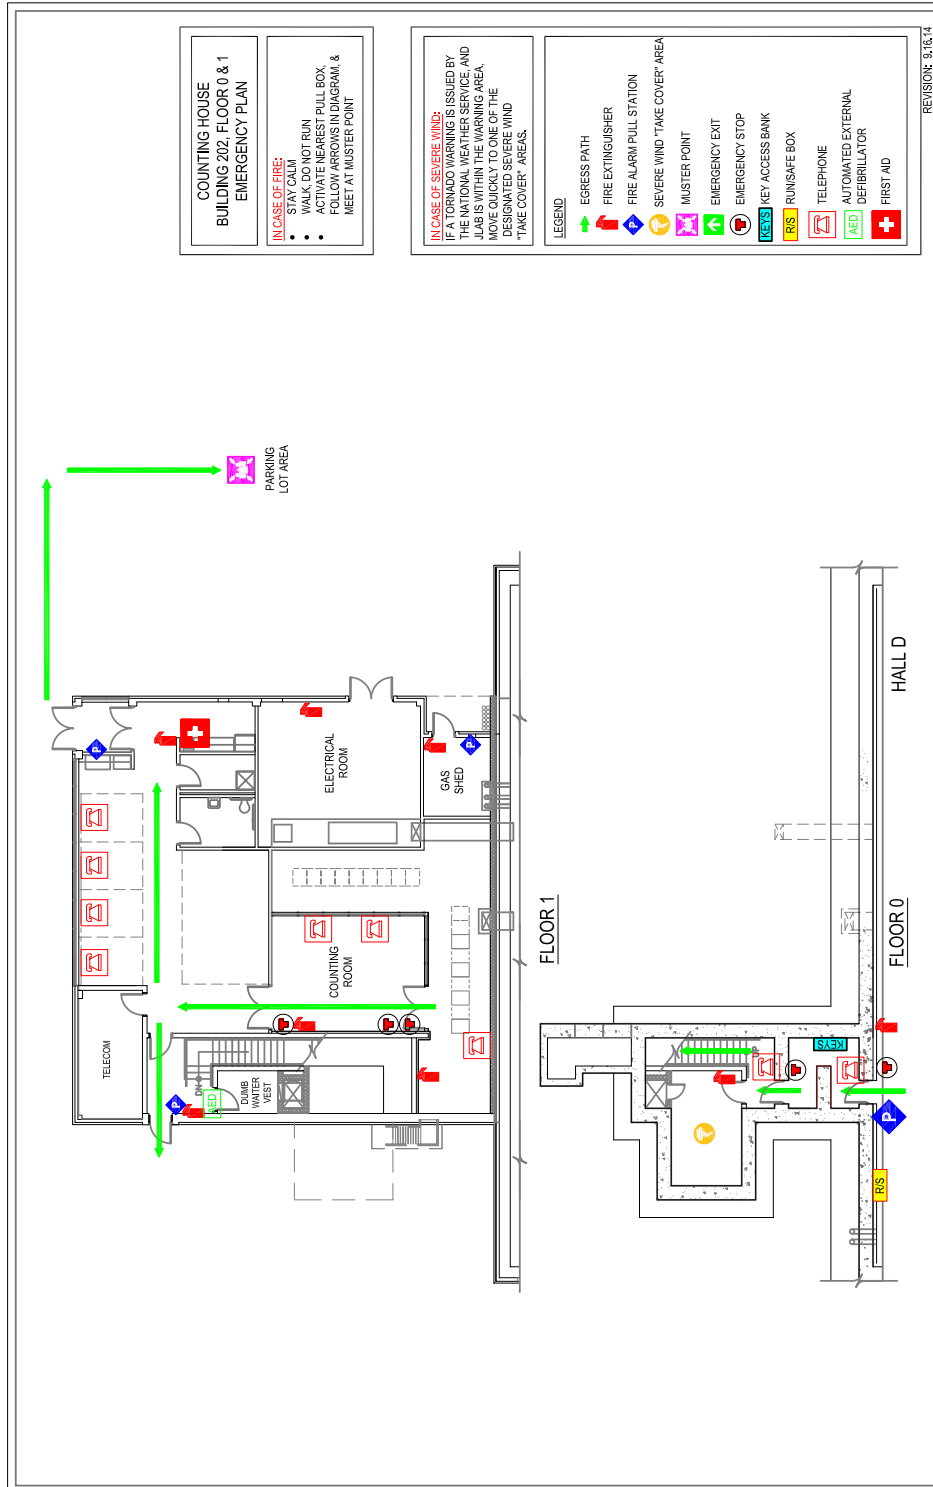 COUNTING HOUSE
BUILDING 202, FLOOR 0 & 1
EMERGENCY PLAN
IN CASE OF FIRE:
• STAY CALM
• WALK, DO NOT RUN
• ACTIVATE NEAREST PULL BOX,
FOLLOW ARROWS IN DIAGRAM, &
MEET AT MUSTER POINT
IN CASE OF SEVERE WIND:
IF A TORNADO WARNING IS ISSUED BY
THE NATIONAL WEATHER SERVICE, AND
JLAB IS WITHIN THE WARNING AREA,
MOVE QUICKLY TO ONE OF THE
DESIGNATED SEVERE WIND
"TAKE COVER" AREAS.
LEGEND
EGRESS PATH
FIRE EXTINGUISHER
P FIRE ALARM PULL STATION
SEVERE WIND "TAKE COVER" AREA
MUSTER POINT
EMERGENCY EXIT
EMERGENCY STOP
KEYS KEY ACCESS BANK
R/S RUN/SAFE BOX
TELEPHONE
AED AUTOMATED EXTERNAL
DEFIBRILLATOR
FIRST AID
REVISION: 9.16.14
PARKING
LOT AREA
P
TELECOM
P
AED
DN
DUMB
WAITER
VEST
COUNTING
ROOM
ELECTRICAL
ROOM
GAS
SHED
P
FLOOR 1
UP
KEYS
P
R/S
FLOOR 0
HALL D